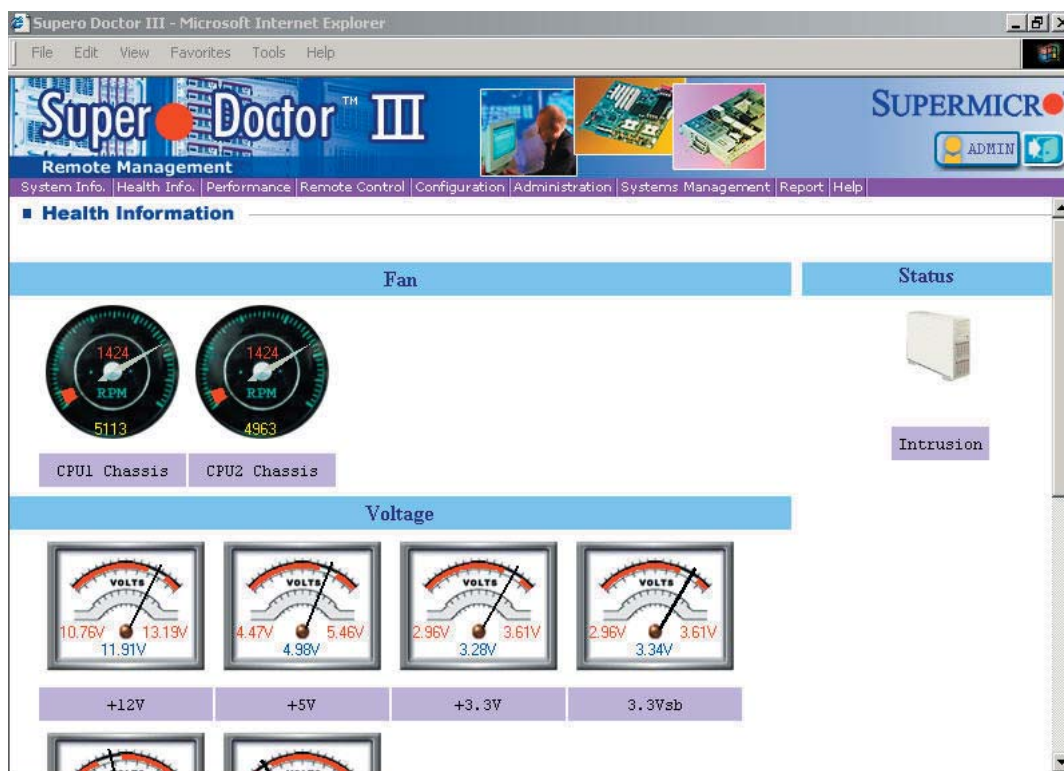 Supero Doctor III - Microsoft Internet Explorer
File Edit View Favorites Tools Help
Super Doctor™ III
Remote Management
SUPERMICR
ADMIN
System Info. Health Info. Performance Remote Control Configuration Administration Systems Management Report Help
Health Information
Fan
Status
1424
RPM
5113
1424
RPM
4963
CPU1 Chassis
CPU2 Chassis
Intrusion
Voltage
VOLTS
10.76V 13.19V
11.91V
VOLTS
4.47V 5.46V
4.98V
VOLTS
2.96V 3.61V
3.28V
VOLTS
2.96V 3.61V
3.34V
+12V
+5V
+3.3V
3.3Vsb